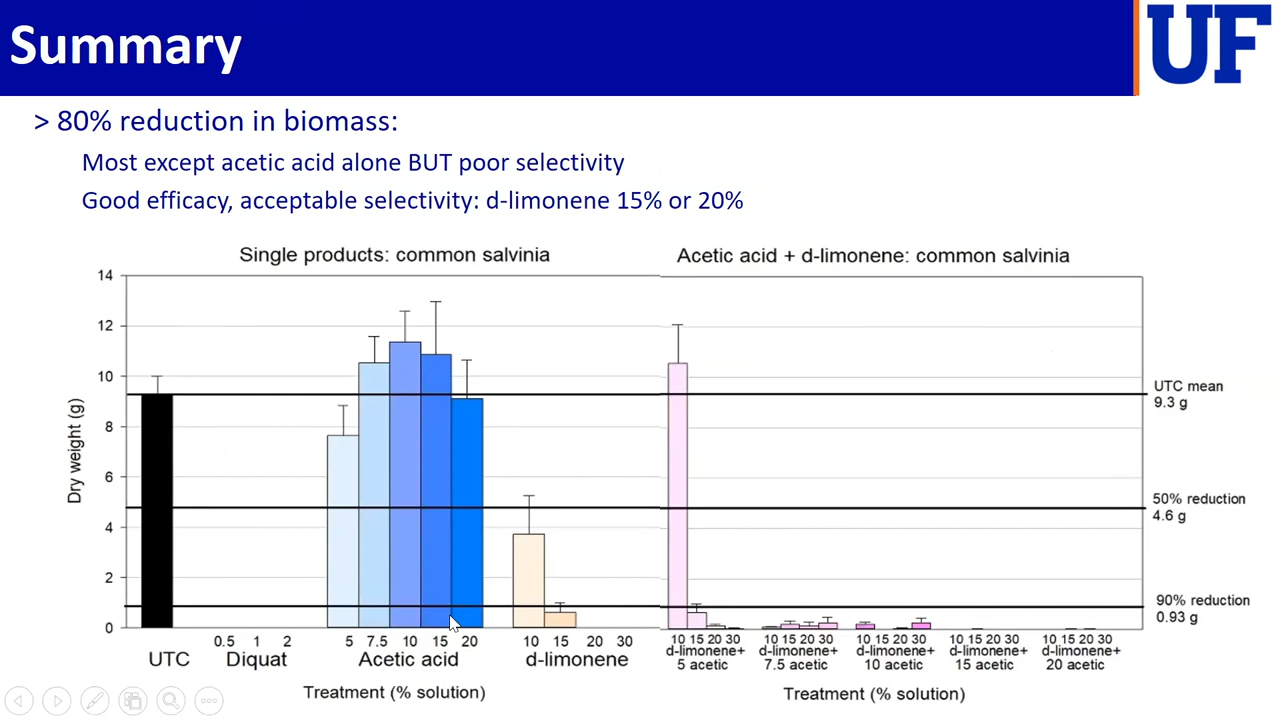 Summary
UF
> 80% reduction in biomass:
Most except acetic acid alone BUT poor selectivity
Good efficacy, acceptable selectivity: d-limonene 15% or 20%
Single products: common salvinia
Acetic acid + d-limonene: common salvinia
14
12
10
8
6
4
2
0
Dry weight (g)
UTC mean
9.3 g
50% reduction
4.6 g
90% reduction
0.93 g
0.5 1 2
5 7.5 10 15 20
10 15 20 30
UTC Diquat Acetic acid d-limonene
Treatment (% solution)
10 15 20 30 10 15 20 30 10 15 20 30 10 15 20 30 10 15 20 30
d-limonene+ d-limonene+ d-limonene+ d-limonene+ d-limonene+
5 acetic 7.5 acetic 10 acetic 15 acetic 20 acetic
Treatment (% solution)